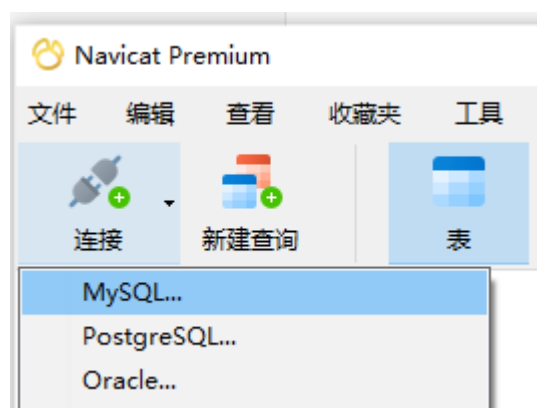 Navicat Premium
文件 编辑 查看 收藏夹 工具
连接 新建查询 表
MySQL...
PostgreSQL...
Oracle...